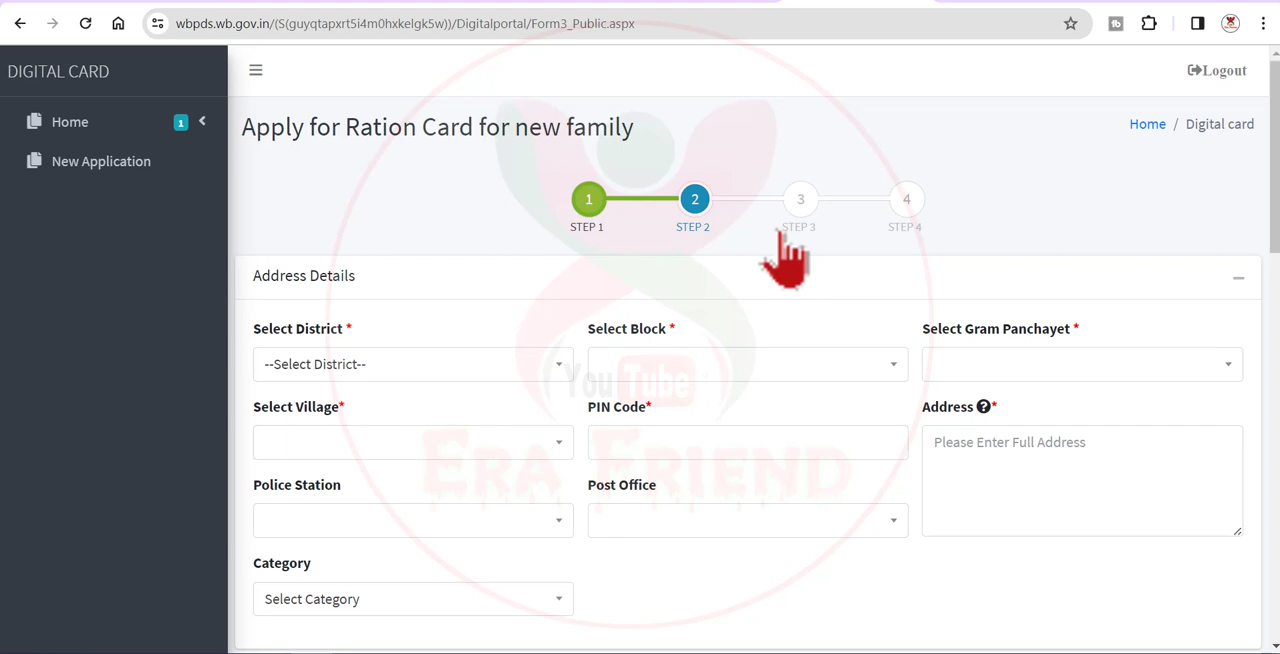 wbpds.wb.gov.in/(S(guyqtapxrt5i4m0hxkelgk5w))/Digitalportal/Form3_Public.aspx
DIGITAL CARD
Logout
Home 1
New Application
Apply for Ration Card for new family
Home / Digital card
1 2 3 4
STEP 1 STEP 2 STEP 3 STEP 4
Address Details
Select District * Select Block * Select Gram Panchayet *
--Select District--
Select Village* PIN Code* Address ?*
Please Enter Full Address
Police Station Post Office
Category
Select Category
YouTube
ERA FRIEND